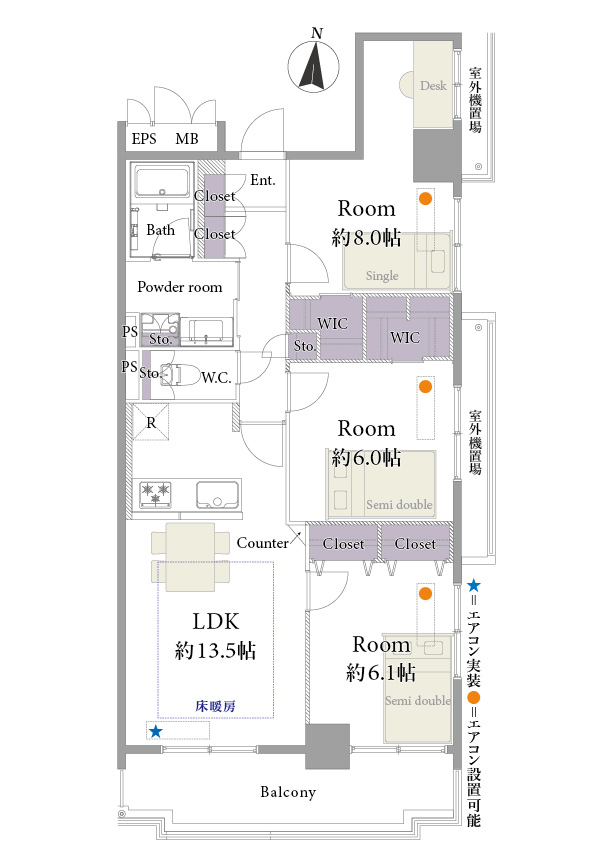 N
Desk
室外機置場
EPS MB
Ent.
Closet
Closet
Bath
Room
約8.0帖
Single
Powder room
PS
Sto.
WIC
WIC
Sto.
PS
Sto.
W.C.
R
Room
約6.0帖
室外機置場
Semi double
Counter
Closet
Closet
LDK
約13.5帖
Room
約6.1帖
床暖房
Semi double
★=エアコン実装 ●=エアコン設置可能
★
Balcony